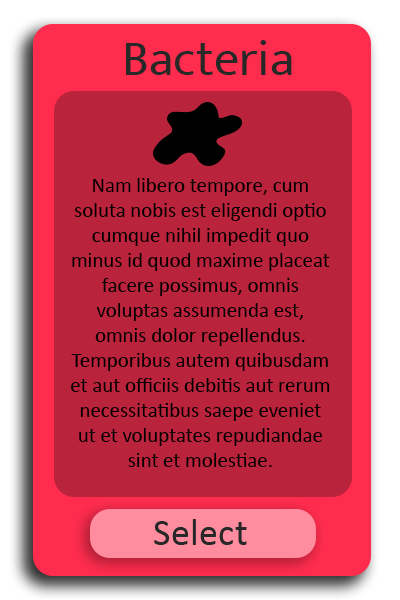 Bacteria
Nam libero tempore, cum
soluta nobis est eligendi optio
cumque nihil impedit quo
minus id quod maxime placeat
facere possimus, omnis
voluptas assumenda est,
omnis dolor repellendus.
Temporibus autem quibusdam
et aut officiis debitis aut rerum
necessitatibus saepe eveniet
ut et voluptates repudiandae
sint et molestiae.
Select